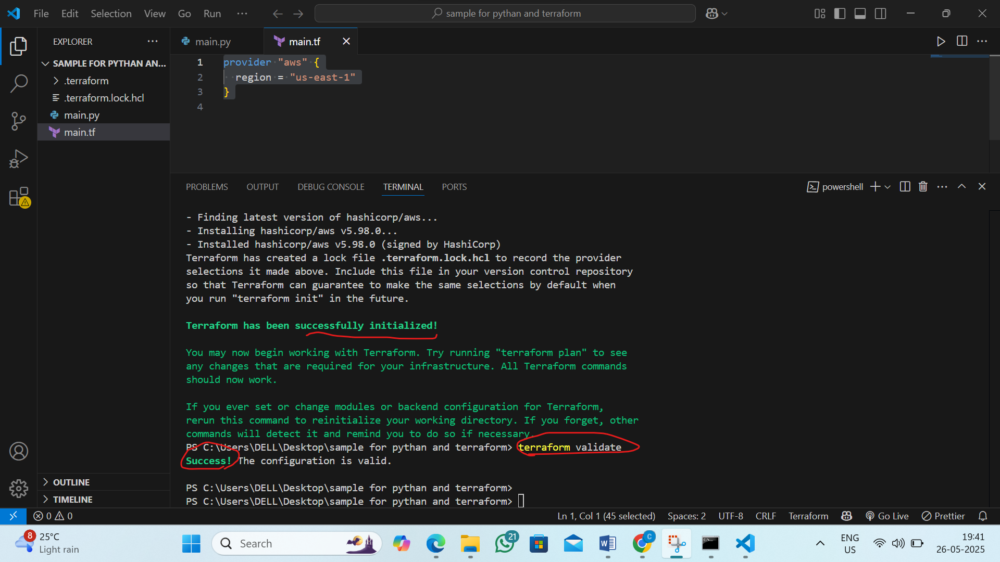 File Edit Selection View Go Run ···
sample for pythan and terraform
EXPLORER ···
main.py
main.tf
SAMPLE FOR PYTHAN AN...
.terraform
.terraform.lock.hcl
main.py
main.tf
1 provider "aws" {
2 region = "us-east-1"
3 }
4
PROBLEMS OUTPUT DEBUG CONSOLE TERMINAL PORTS
powershell
- Finding latest version of hashicorp/aws...
- Installing hashicorp/aws v5.98.0...
- Installed hashicorp/aws v5.98.0 (signed by HashiCorp)
Terraform has created a lock file .terraform.lock.hcl to record the provider
selections it made above. Include this file in your version control repository
so that Terraform can guarantee to make the same selections by default when
you run "terraform init" in the future.
Terraform has been successfully initialized!
You may now begin working with Terraform. Try running "terraform plan" to see
any changes that are required for your infrastructure. All Terraform commands
should now work.
If you ever set or change modules or backend configuration for Terraform,
rerun this command to reinitialize your working directory. If you forget, other
commands will detect it and remind you to do so if necessary.
PS C:\Users\DELL\Desktop\sample for pythan and terraform> terraform validate
Success! The configuration is valid.
PS C:\Users\DELL\Desktop\sample for pythan and terraform>
PS C:\Users\DELL\Desktop\sample for pythan and terraform>
OUTLINE
TIMELINE
0 0
Ln 1, Col 1 (45 selected) Spaces: 2 UTF-8 CRLF Terraform Go Live Prettier
8
25°C
Light rain
Search
21
C
ENG
US
19:41
26-05-2025